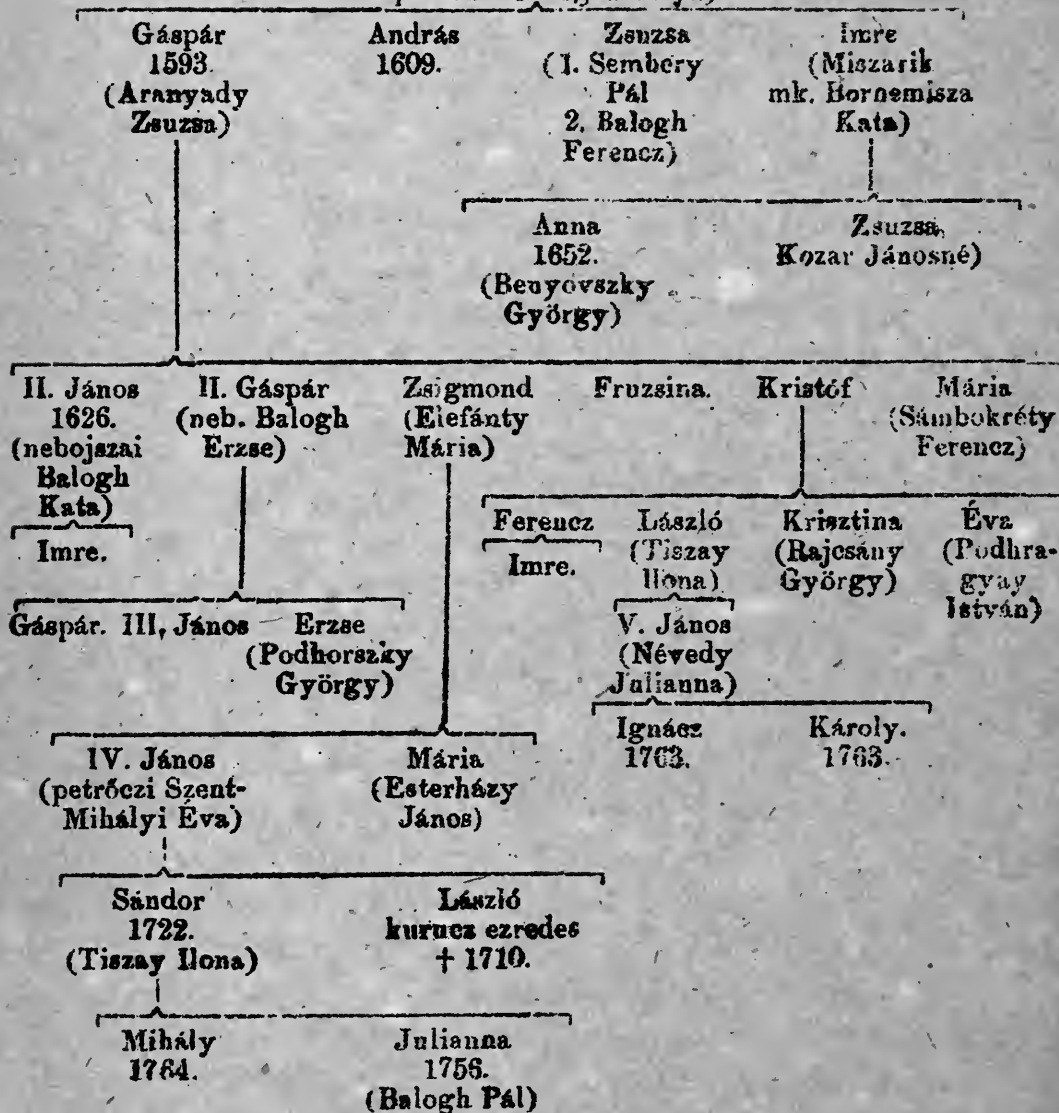 Gáspár András Zsuzsa Imre
1593. 1609. (1. Sembery (Miszarik
(Aranyady Pál mk. Bornemisza
Zsuzsa) 2. Balogh Kata)
Ferencz)
Anna Zsuzsa,
1652. Kozar Jánosné)
(Benyovszky
György)
II. János II. Gáspár Zsigmond Fruzsina. Kristóf Mária
1626. (neb. Balogh (Elefánty (Sámbokréty
(nebojszai Erzse) Mária) Ferencz)
Balogh
Kata) Ferencz László Krisztina Éva
Imre. Imre. (Tiszay (Rajcsány (Podhra-
Ilona) György) gyay
István)
Gáspár. III, János Erzse V. János
(Podhorszky (Névedy
György) Julianna)
Ignácz Károly.
1763. 1763.
IV. János Mária
(petrőczi Szent- (Esterházy
Mihályi Éva) János)
Sándor László
1722. kurucz ezredes
(Tiszay Ilona) † 1710.
Mihály Julianna
1764. 1756.
(Balogh Pál)